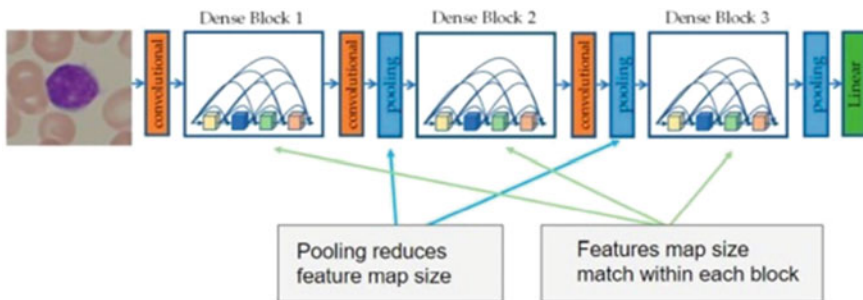 Dense Block 1
Dense Block 2
Dense Block 3
convolutional
convolutional
pooling
convolutional
pooling
pooling
Linear
Pooling reduces
feature map size
Features map size
match within each block